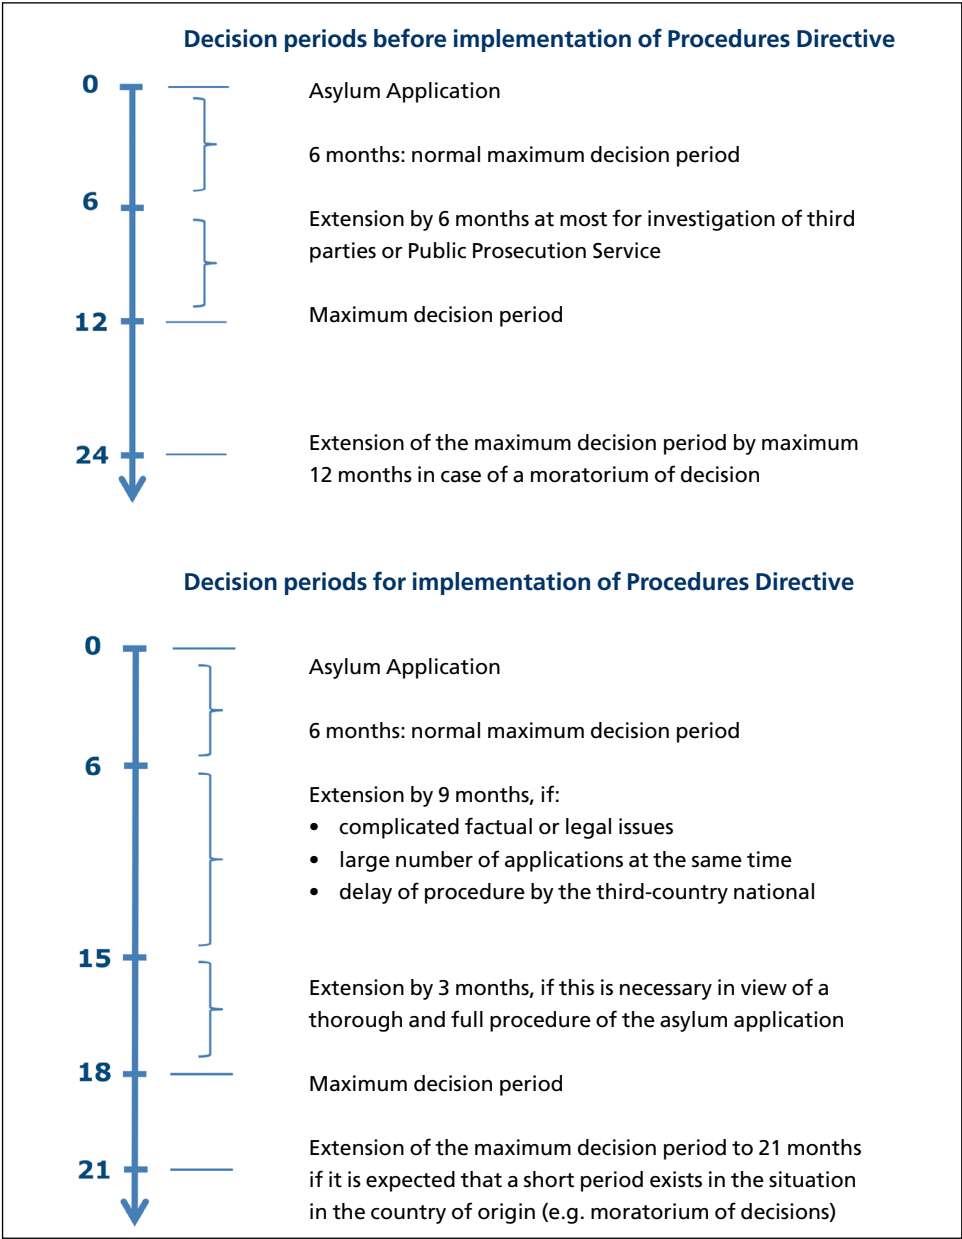 Decision periods before implementation of Procedures Directive
0
Asylum Application
6 months: normal maximum decision period
6
Extension by 6 months at most for investigation of third
parties or Public Prosecution Service
12
Maximum decision period
24
Extension of the maximum decision period by maximum
12 months in case of a moratorium of decision
Decision periods for implementation of Procedures Directive
0
Asylum Application
6 months: normal maximum decision period
6
Extension by 9 months, if:
• complicated factual or legal issues
• large number of applications at the same time
• delay of procedure by the third-country national
15
Extension by 3 months, if this is necessary in view of a
thorough and full procedure of the asylum application
18
Maximum decision period
21
Extension of the maximum decision period to 21 months
if it is expected that a short period exists in the situation
in the country of origin (e.g. moratorium of decisions)